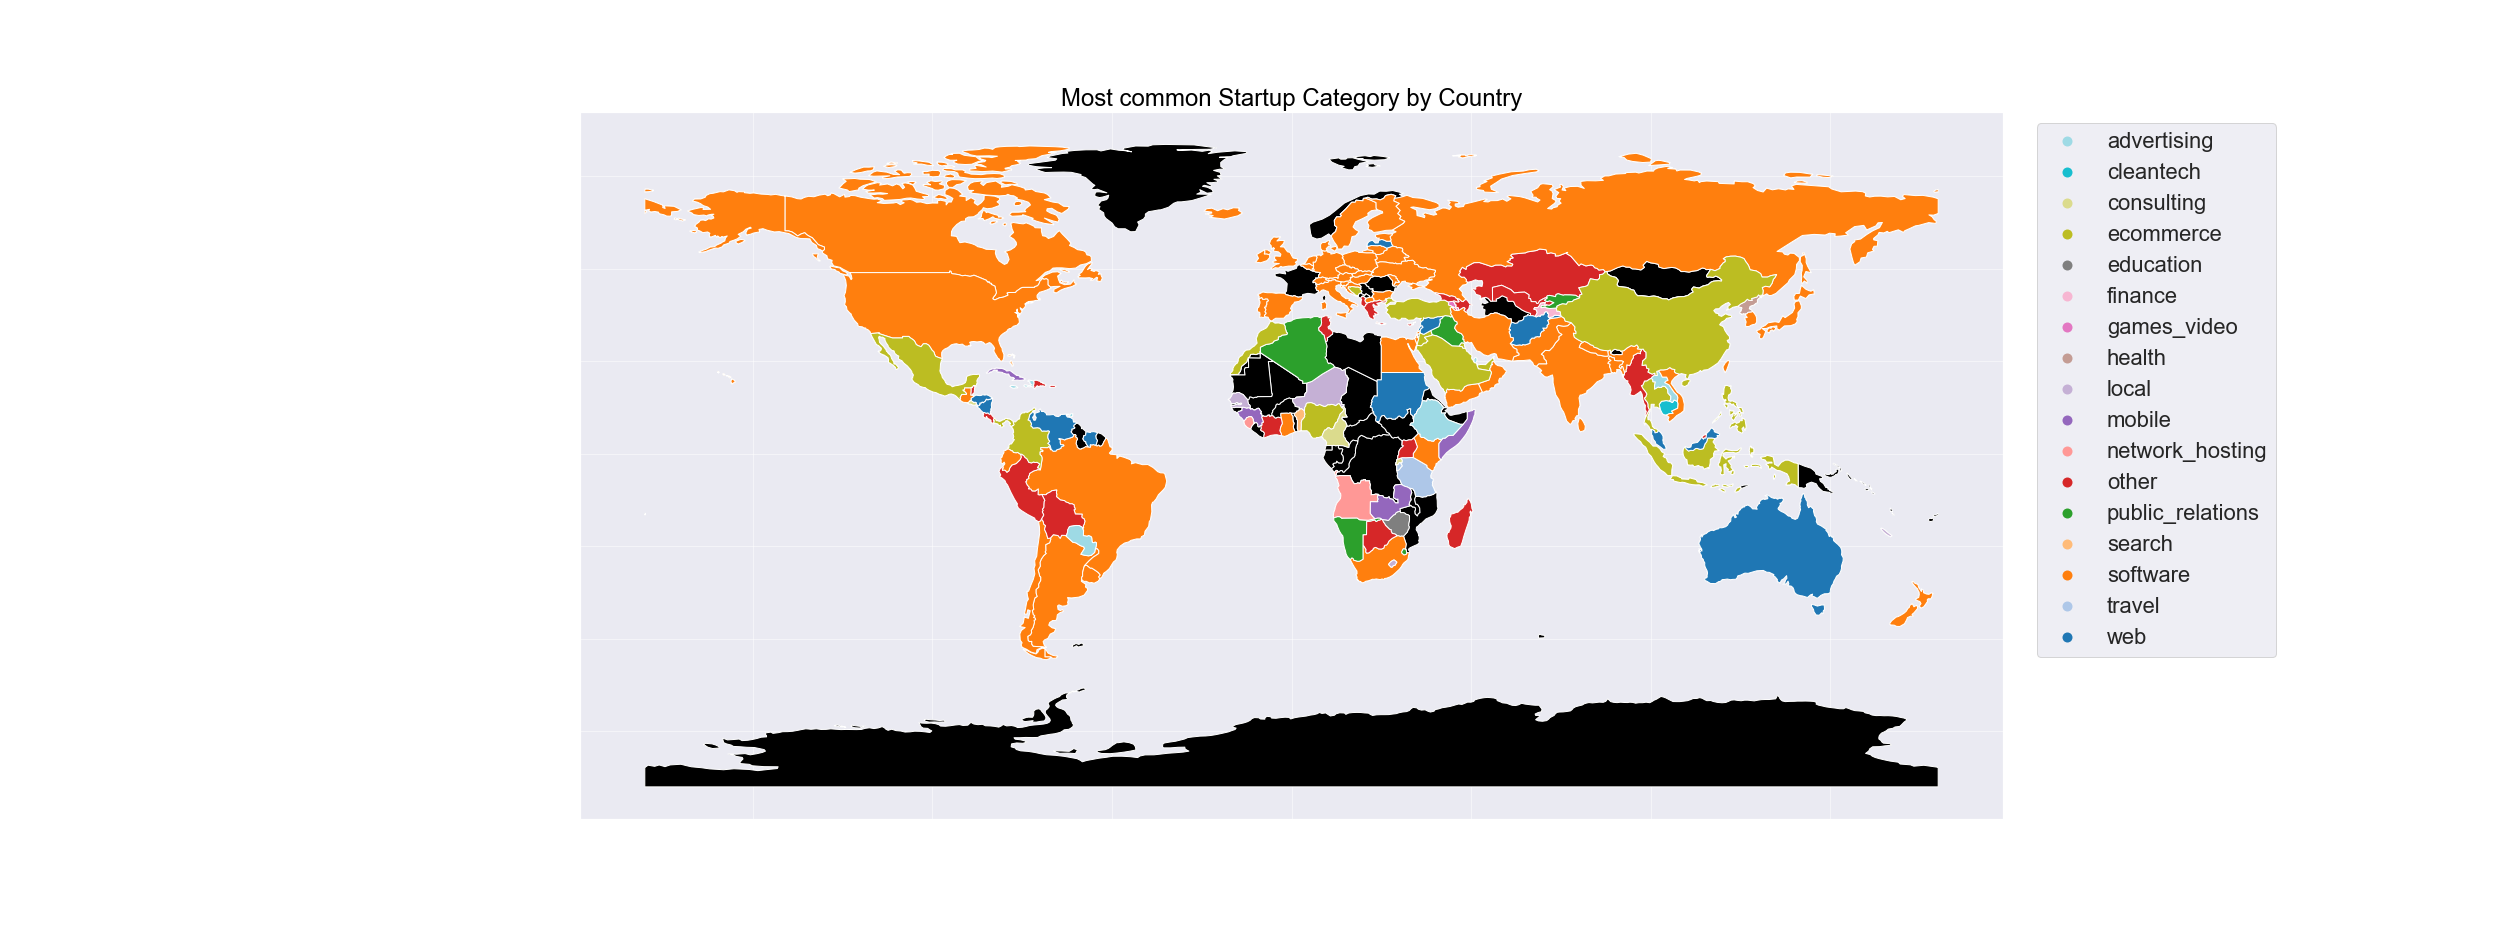 Most common Startup Category by Country
advertising
cleantech
consulting
ecommerce
education
finance
games_video
health
local
mobile
network_hosting
other
public_relations
search
software
travel
web